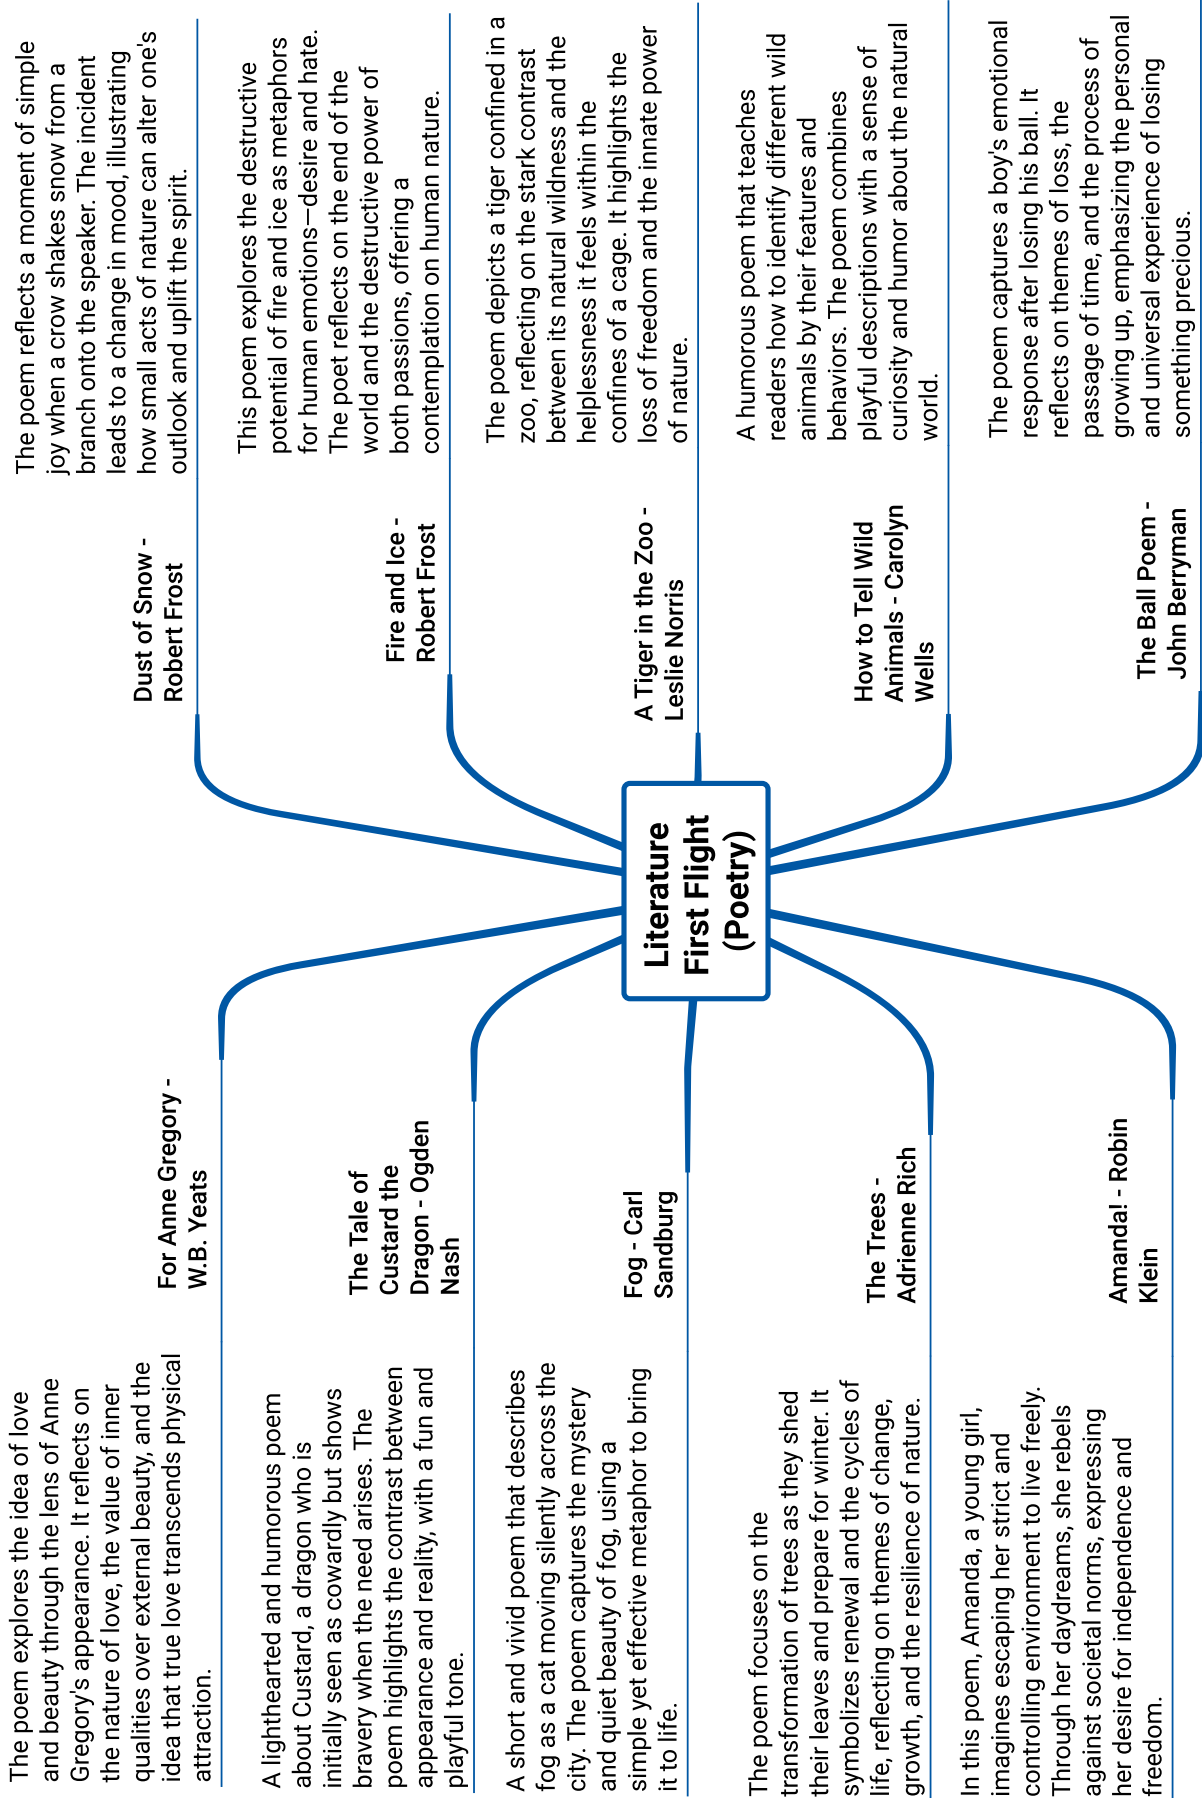 Literature
First Flight
(Poetry)
Dust of Snow -
Robert Frost
The poem reflects a moment of simple
joy when a crow shakes snow from a
branch onto the speaker. The incident
leads to a change in mood, illustrating
how small acts of nature can alter one's
outlook and uplift the spirit.
Fire and Ice -
Robert Frost
This poem explores the destructive
potential of fire and ice as metaphors
for human emotions—desire and hate.
The poet reflects on the end of the
world and the destructive power of
both passions, offering a
contemplation on human nature.
A Tiger in the Zoo -
Leslie Norris
The poem depicts a tiger confined in a
zoo, reflecting on the stark contrast
between its natural wildness and the
helplessness it feels within the
confines of a cage. It highlights the
loss of freedom and the innate power
of nature.
How to Tell Wild
Animals - Carolyn
Wells
A humorous poem that teaches
readers how to identify different wild
animals by their features and
behaviors. The poem combines
playful descriptions with a sense of
curiosity and humor about the natural
world.
The Ball Poem -
John Berryman
The poem captures a boy's emotional
response after losing his ball. It
reflects on themes of loss, the
passage of time, and the process of
growing up, emphasizing the personal
and universal experience of losing
something precious.
For Anne Gregory -
W.B. Yeats
The poem explores the idea of love
and beauty through the lens of Anne
Gregory's appearance. It reflects on
the nature of love, the value of inner
qualities over external beauty, and the
idea that true love transcends physical
attraction.
The Tale of
Custard the
Dragon - Ogden
Nash
A lighthearted and humorous poem
about Custard, a dragon who is
initially seen as cowardly but shows
bravery when the need arises. The
poem highlights the contrast between
appearance and reality, with a fun and
playful tone.
Fog - Carl
Sandburg
A short and vivid poem that describes
fog as a cat moving silently across the
city. The poem captures the mystery
and quiet beauty of fog, using a
simple yet effective metaphor to bring
it to life.
The Trees -
Adrienne Rich
The poem focuses on the
transformation of trees as they shed
their leaves and prepare for winter. It
symbolizes renewal and the cycles of
life, reflecting on themes of change,
growth, and the resilience of nature.
Amanda! - Robin
Klein
In this poem, Amanda, a young girl,
imagines escaping her strict and
controlling environment to live freely.
Through her daydreams, she rebels
against societal norms, expressing
her desire for independence and
freedom.